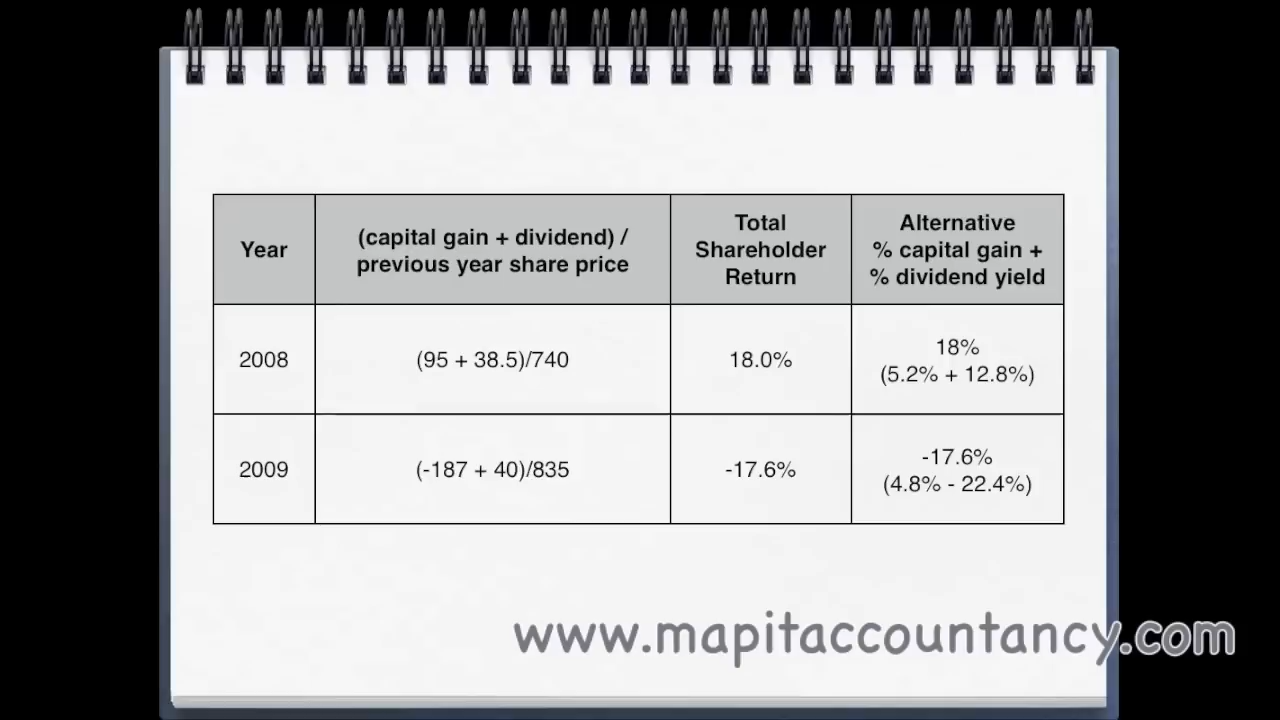 Year
(capital gain + dividend) /
previous year share price
Total
Shareholder
Return
Alternative
% capital gain +
% dividend yield
2008
(95 + 38.5)/740
18.0%
18%
(5.2% + 12.8%)
2009
(-187 + 40)/835
-17.6%
-17.6%
(4.8% - 22.4%)
www.mapitaccountancy.com